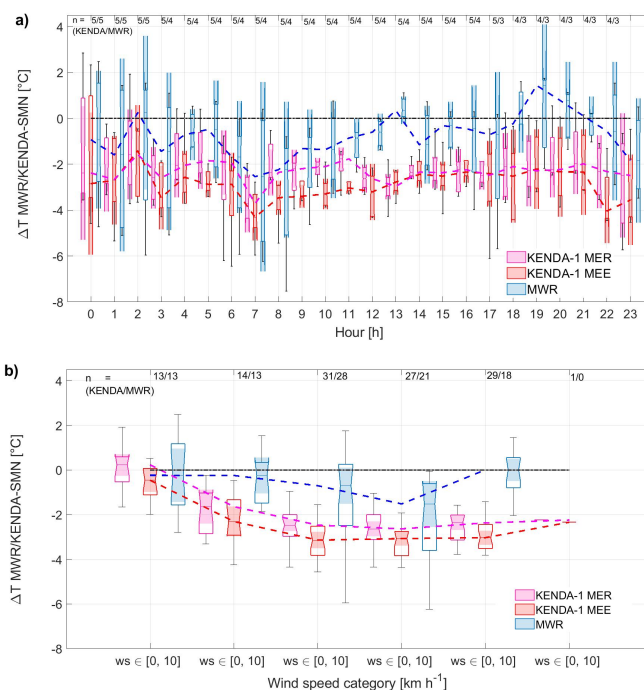 a)
n = 5/5 5/5 5/5 5/4 5/4 5/4 5/4 5/4 5/4 5/4 5/4 5/4 5/4 5/4 5/4 5/4 5/4 5/3 4/3 4/3 4/3 4/3 4/3
(KENDA/MWR)
4
2
0
-2
-4
-6
-8
ΔT MWR/KENDA-SMN [°C]
KENDA-1 MER
KENDA-1 MEE
MWR
0 1 2 3 4 5 6 7 8 9 10 11 12 13 14 15 16 17 18 19 20 21 22 23
Hour [h]
b)
n = 13/13 14/13 31/28 27/21 29/18 1/0
(KENDA/MWR)
4
2
0
-2
-4
-6
-8
ΔT MWR/KENDA-SMN [°C]
KENDA-1 MER
KENDA-1 MEE
MWR
ws ∈ [0, 10] ws ∈ [0, 10] ws ∈ [0, 10] ws ∈ [0, 10] ws ∈ [0, 10] ws ∈ [0, 10]
Wind speed category [km h⁻¹]